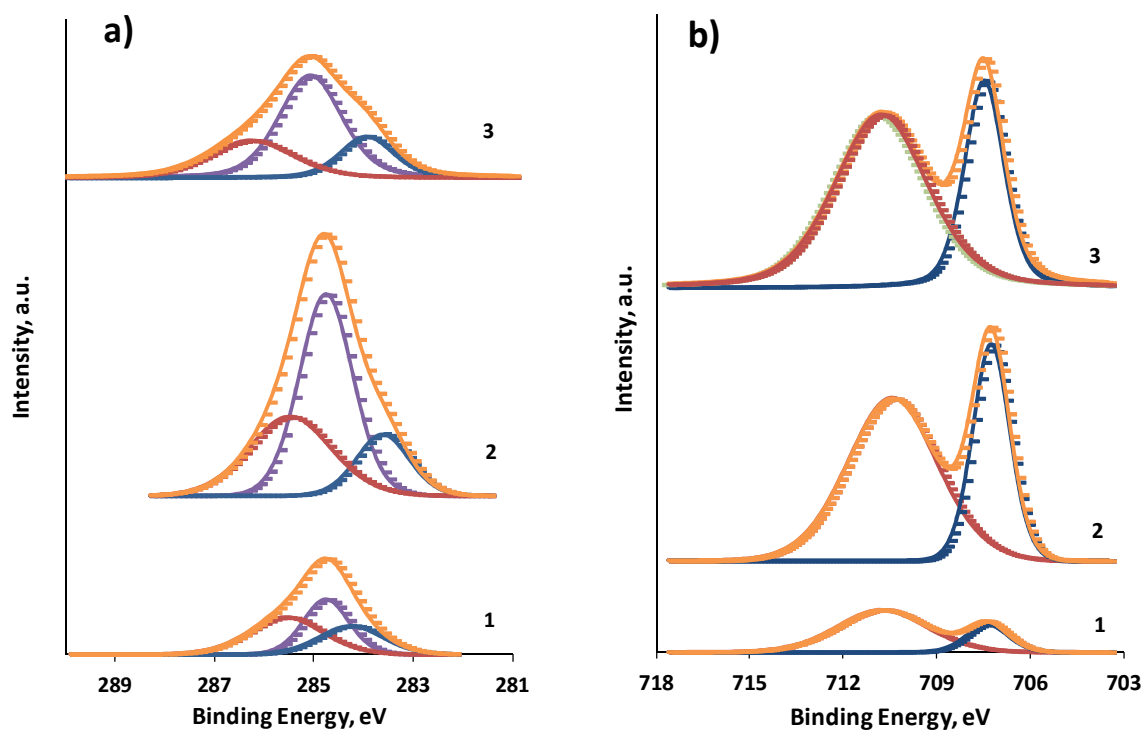 a)
3
2
1
Intensity, a.u.
289 287 285 283 281
Binding Energy, eV
b)
3
2
1
Intensity, a.u.
718 715 712 709 706 703
Binding Energy, eV